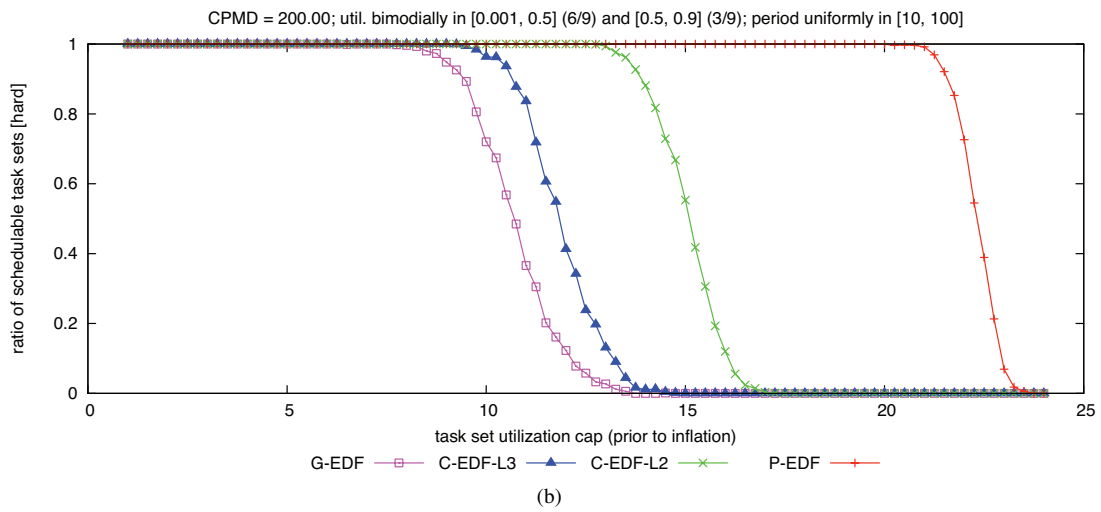 CPMD = 200.00; util. bimodially in [0.001, 0.5] (6/9) and [0.5, 0.9] (3/9); period uniformly in [10, 100]
1
0.8
0.6
0.4
0.2
0
ratio of schedulable task sets [hard]
0 5 10 15 20 25
task set utilization cap (prior to inflation)
G-EDF C-EDF-L3 C-EDF-L2 P-EDF
(b)